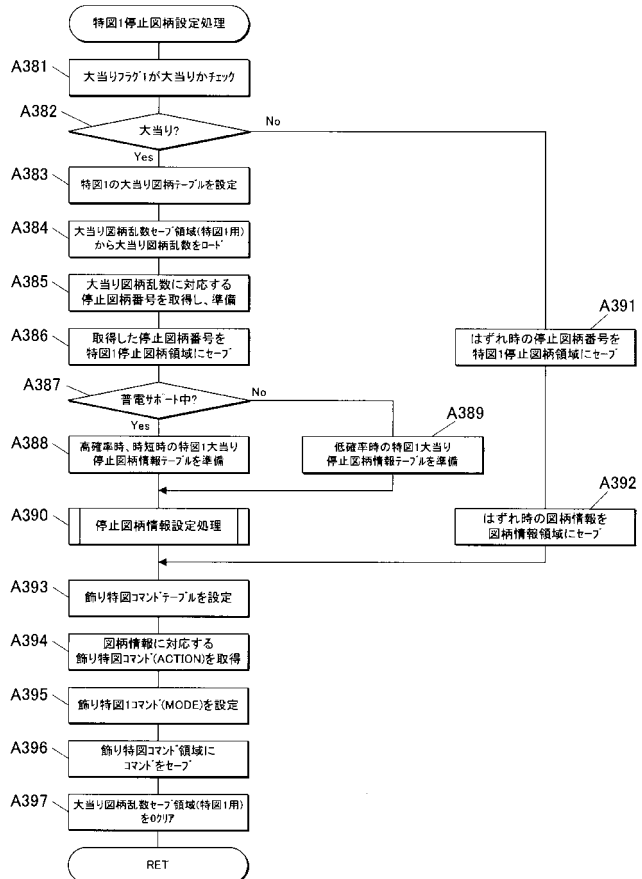 特図1停止図柄設定処理
A381
大当りフラグ1が大当りかチェック
A382
大当り?
No
Yes
A383
特図1の大当り図柄テーブルを設定
A384
大当り図柄乱数セーブ領域(特図1用)
から大当り図柄乱数をロード
A385
大当り図柄乱数に対応する
停止図柄番号を取得し、準備
A386
取得した停止図柄番号を
特図1停止図柄領域にセーブ
A391
はずれ時の停止図柄番号を
特図1停止図柄領域にセーブ
A387
普電サポート中?
No
Yes
A388
高確率時、時短時の特図1大当り
停止図柄情報テーブルを準備
A389
低確率時の特図1大当り
停止図柄情報テーブルを準備
A390
停止図柄情報設定処理
A392
はずれ時の図柄情報を
図柄情報領域にセーブ
A393
飾り特図コマンドテーブルを設定
A394
図柄情報に対応する
飾り特図コマンド(ACTION)を取得
A395
飾り特図1コマンド(MODE)を設定
A396
飾り特図コマンド領域に
コマンドをセーブ
A397
大当り図柄乱数セーブ領域(特図1用)
を0クリア
RET